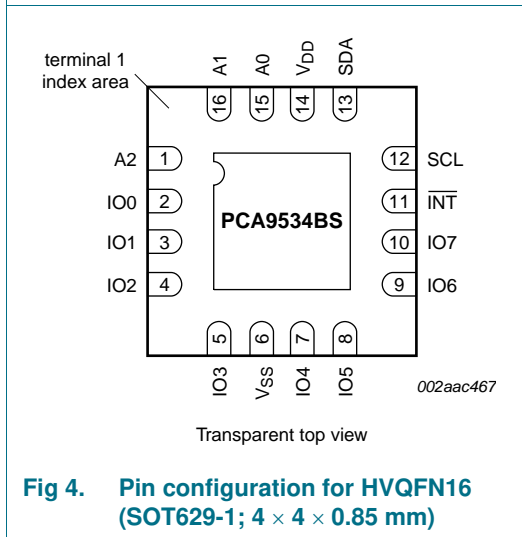 terminal 1
index area
A1
A0
VDD
SDA
16
15
14
13
A2 1
12 SCL
IO0 2
11 INT
IO1 3
10 IO7
IO2 4
9 IO6
PCA9534BS
5
6
7
8
IO3
VSS
IO4
IO5
002aac467
Transparent top view
Fig 4. Pin configuration for HVQFN16
(SOT629-1; 4 × 4 × 0.85 mm)